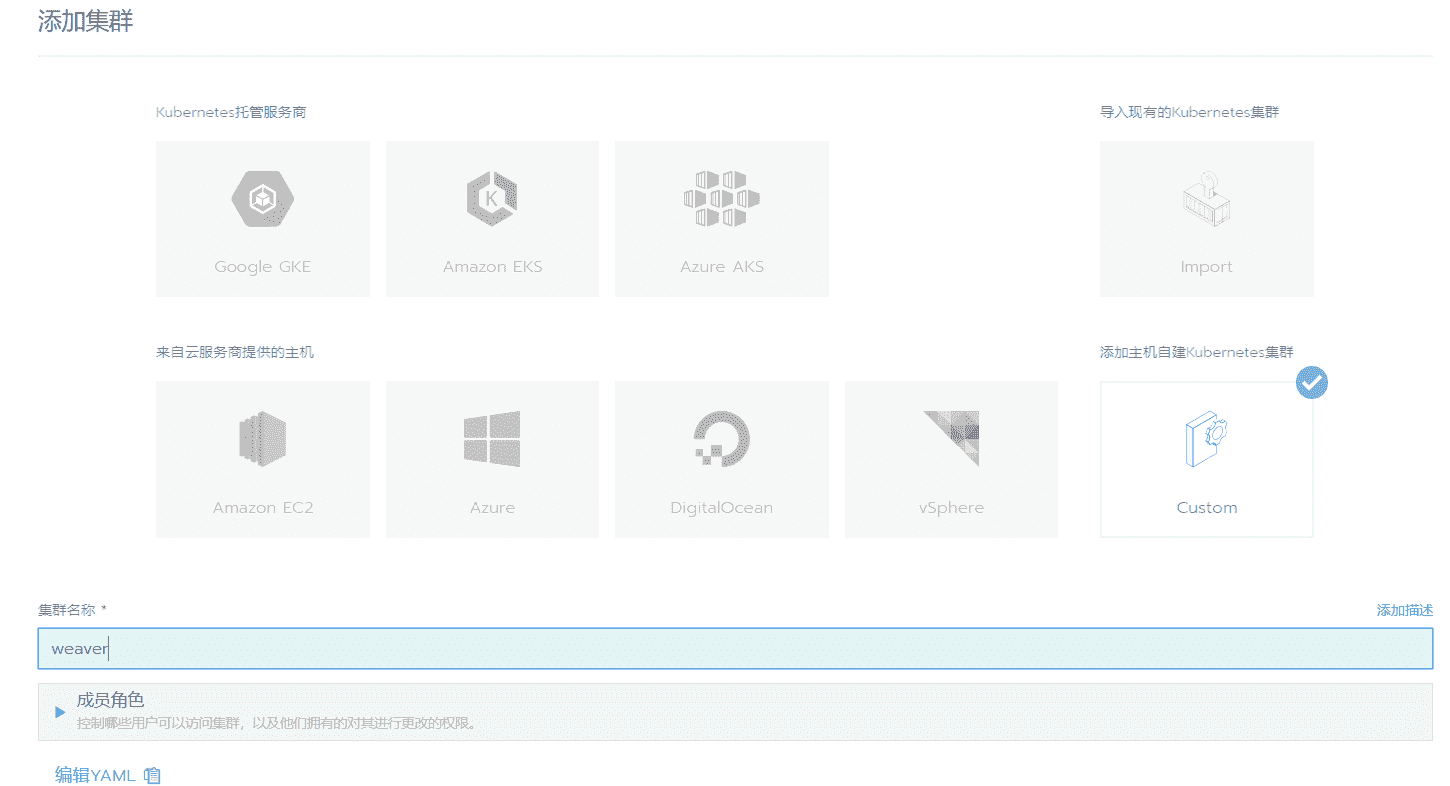 添加集群
Kubernetes托管服务商
导入现有的Kubernetes集群
K
Google GKE
Amazon EKS
Azure AKS
Import
来自云服务商提供的主机
添加主机自建Kubernetes集群
Amazon EC2
Azure
DigitalOcean
vSphere
Custom
集群名称 *
添加描述
weaver
成员角色
控制哪些用户可以访问集群，以及他们拥有的对其进行更改的权限。
编辑YAML